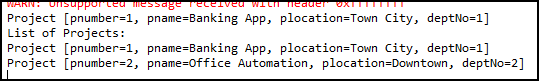 WARN: Unsupported message received with header 0xffffffff
Project [pnumber=1, pname=Banking App, plocation=Town City, deptNo=1]
List of Projects:
Project [pnumber=1, pname=Banking App, plocation=Town City, deptNo=1]
Project [pnumber=2, pname=Office Automation, plocation=Downtown, deptNo=2]